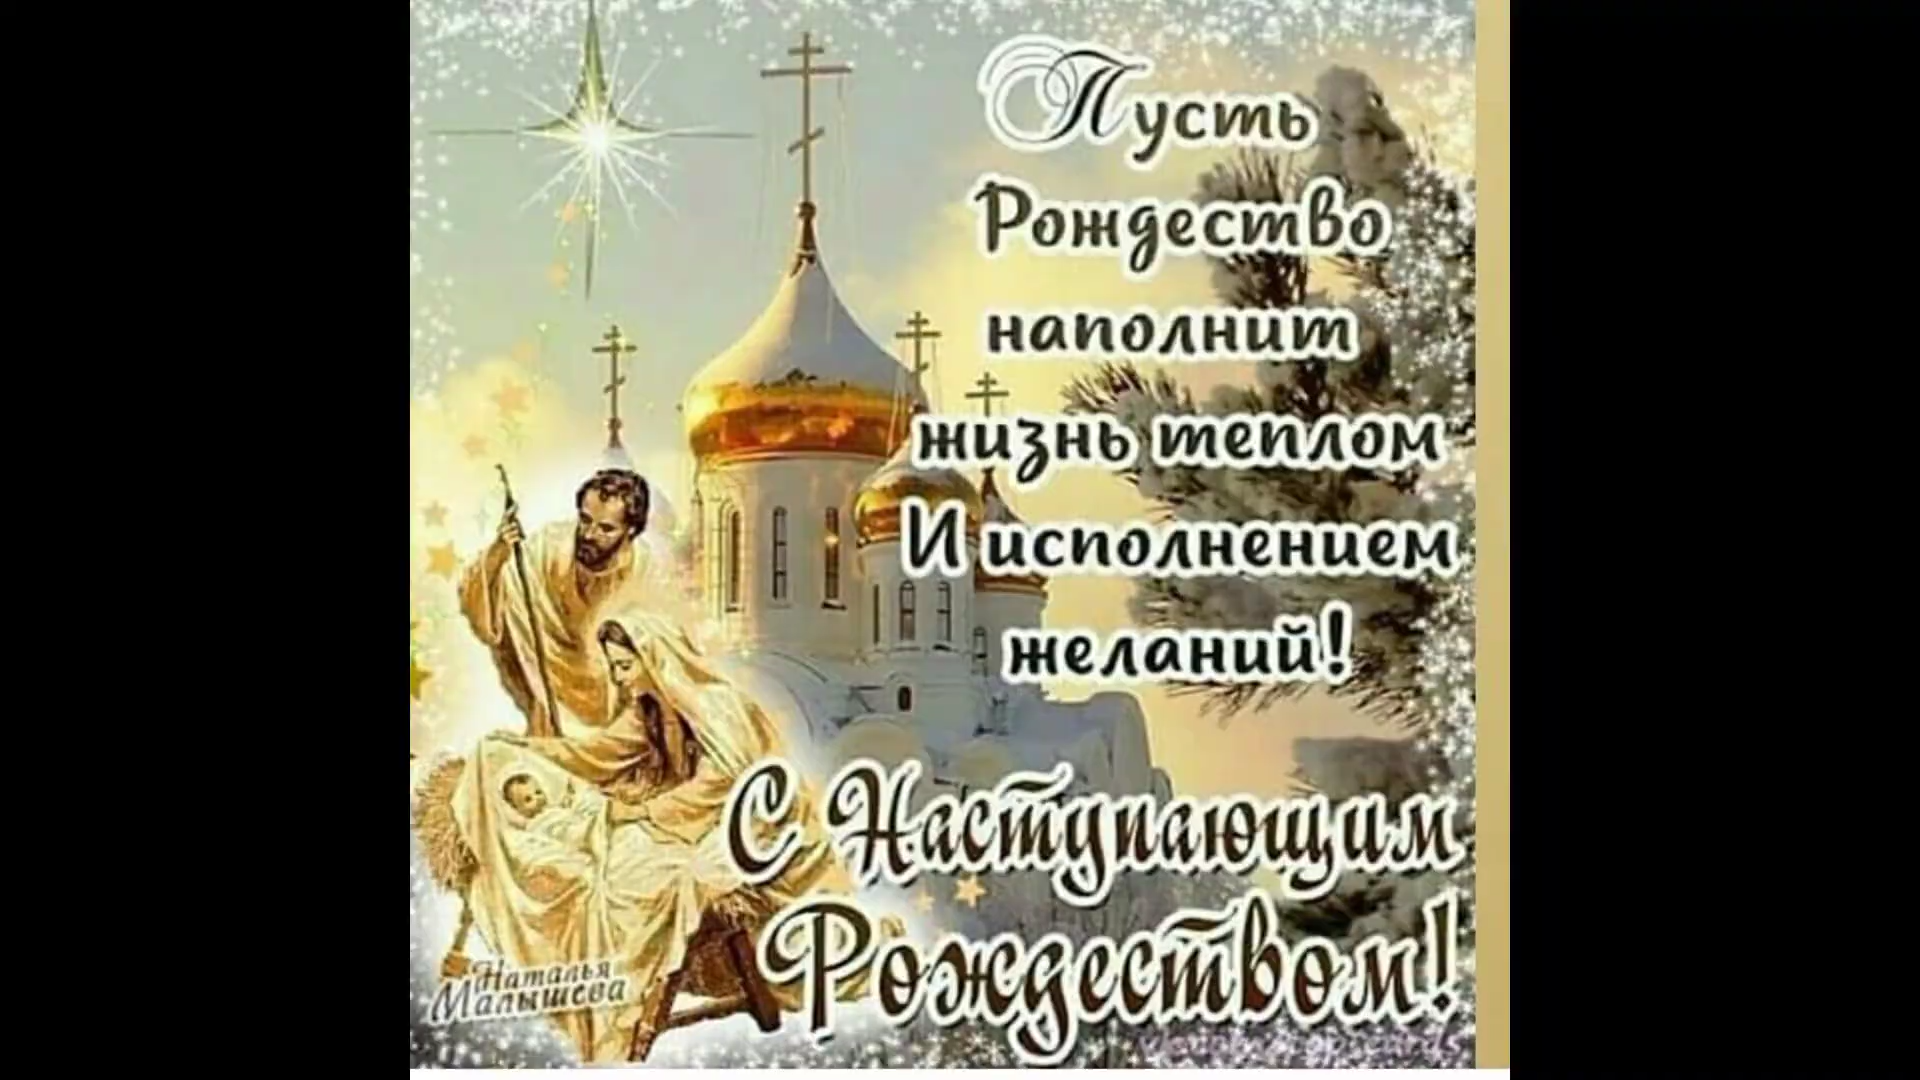 Пусть
Рождество
наполнит
жизнь теплом
И исполнением
желаний!
С Наступающим
Рождеством!
Наталья
Малышева